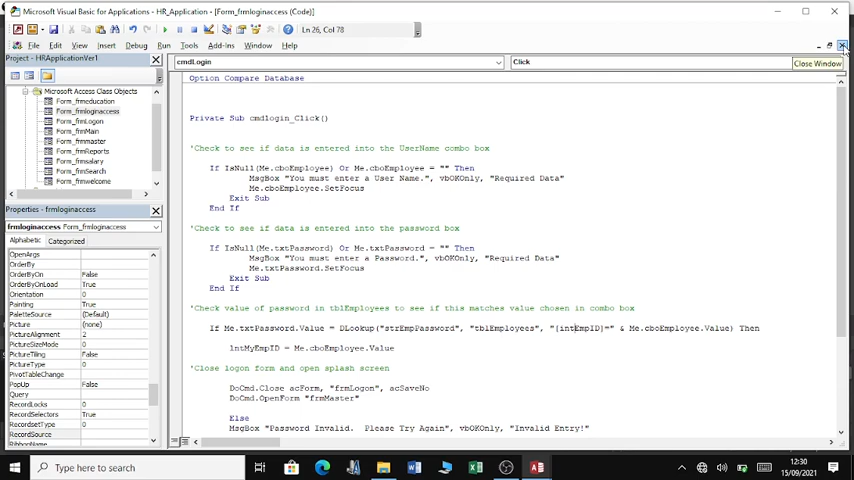 Microsoft Visual Basic for Applications - HR_Application - [Form_frmloginaccess (Code)]
Ln 26, Col 78
File Edit View Insert Debug Run Tools Add-Ins Window Help
Close Window
Project - HRApplicationVer1
Microsoft Access Class Objects
Form_frmeducation
Form_frmloginaccess
Form_frmLogon
Form_frmMain
Form_frmmaster
Form_frmReports
Form_frmsalary
Form_frmSearch
Form_frmwelcome
Properties - frmloginaccess
frmloginaccess Form_frmloginaccess
Alphabetic Categorized
OpenArgs
OrderBy
OrderByOn False
OrderByOnLoad True
Orientation 0
Painting True
PaletteSource (Default)
Picture (none)
PictureAlignment 2
PictureSizeMode 0
PictureTiling False
PictureType 0
PivotTableChange
PopUp False
Query
RecordLocks 0
RecordSelectors True
RecordsetType 0
RecordSource
RibbonName
cmdLogin Click
Option Compare Database
Private Sub cmdlogin_Click()
'Check to see if data is entered into the UserName combo box
If IsNull(Me.cboEmployee) Or Me.cboEmployee = "" Then
MsgBox "You must enter a User Name.", vbOKOnly, "Required Data"
Me.cboEmployee.SetFocus
Exit Sub
End If
'Check to see if data is entered into the password box
If IsNull(Me.txtPassword) Or Me.txtPassword = "" Then
MsgBox "You must enter a Password.", vbOKOnly, "Required Data"
Me.txtPassword.SetFocus
Exit Sub
End If
'Check value of password in tblEmployees to see if this matches value chosen in combo box
If Me.txtPassword.Value = DLookup("strEmpPassword", "tblEmployees", "[intEmpID]=" & Me.cboEmployee.Value) Then
lntMyEmpID = Me.cboEmployee.Value
'Close logon form and open splash screen
DoCmd.Close acForm, "frmLogon", acSaveNo
DoCmd.OpenForm "frmMaster"
Else
MsgBox "Password Invalid. Please Try Again", vbOKOnly, "Invalid Entry!"
Type here to search
12:30
15/09/2021